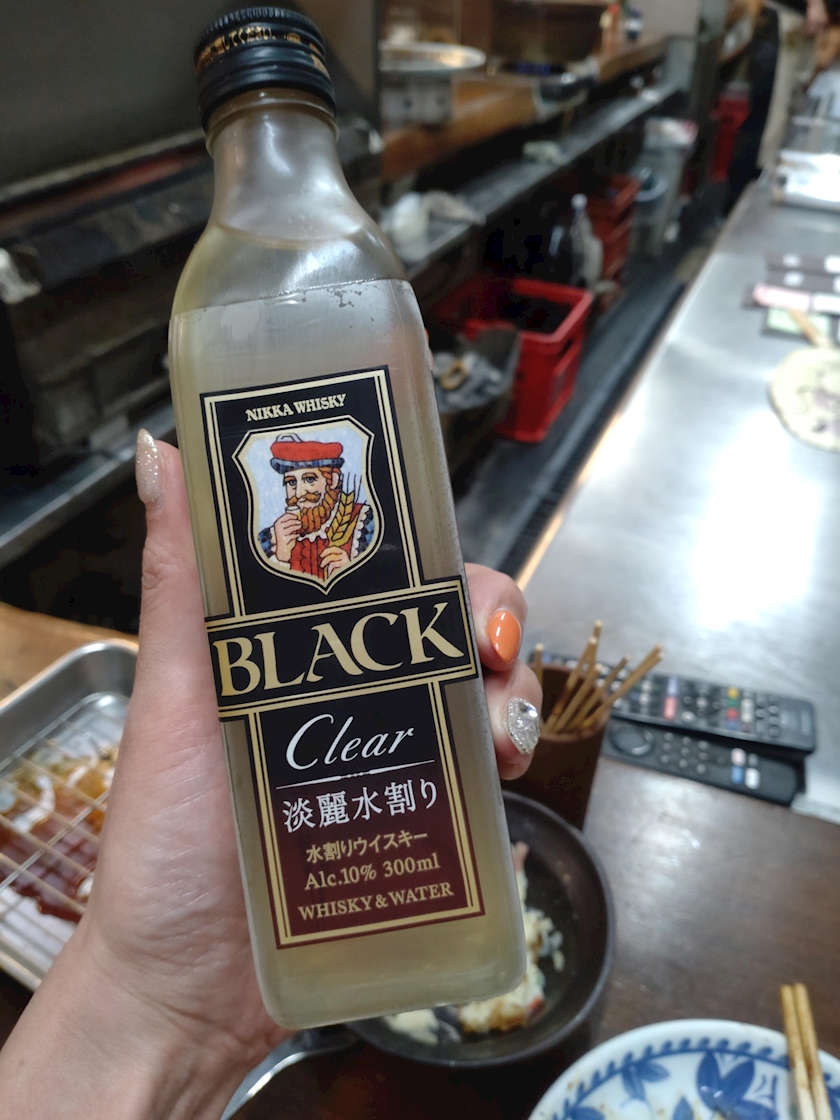 NIKKA WHISKY
BLACK
Clear
淡麗水割り
水割りウイスキー
Alc.10% 300ml
WHISKY & WATER